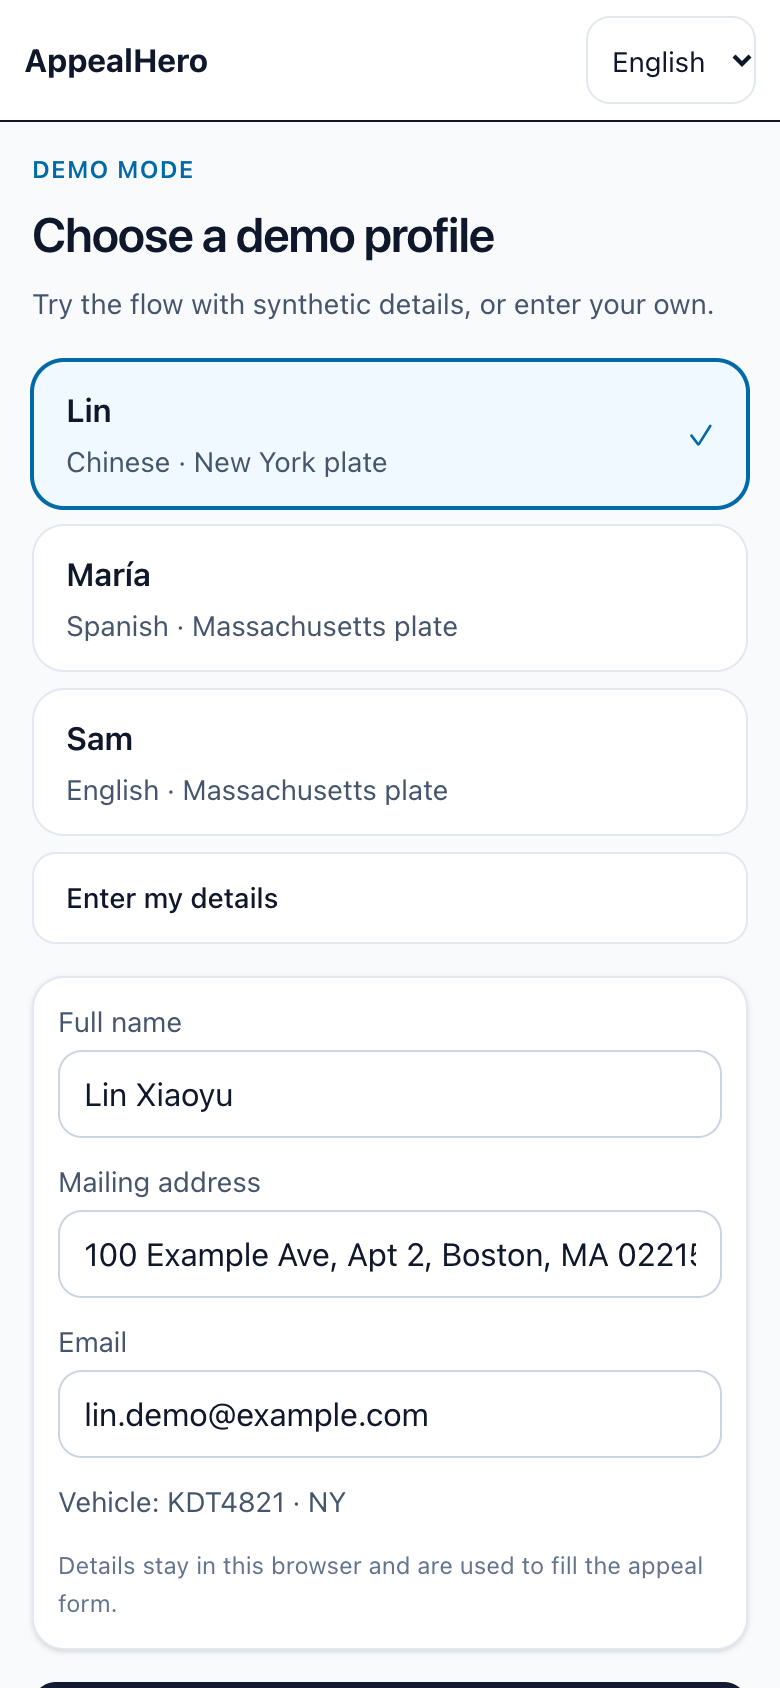 AppealHero
English
DEMO MODE
Choose a demo profile
Try the flow with synthetic details, or enter your own.
Lin
Chinese · New York plate
María
Spanish · Massachusetts plate
Sam
English · Massachusetts plate
Enter my details
Full name
Lin Xiaoyu
Mailing address
100 Example Ave, Apt 2, Boston, MA 02215
Email
lin.demo@example.com
Vehicle: KDT4821 · NY
Details stay in this browser and are used to fill the appeal
form.